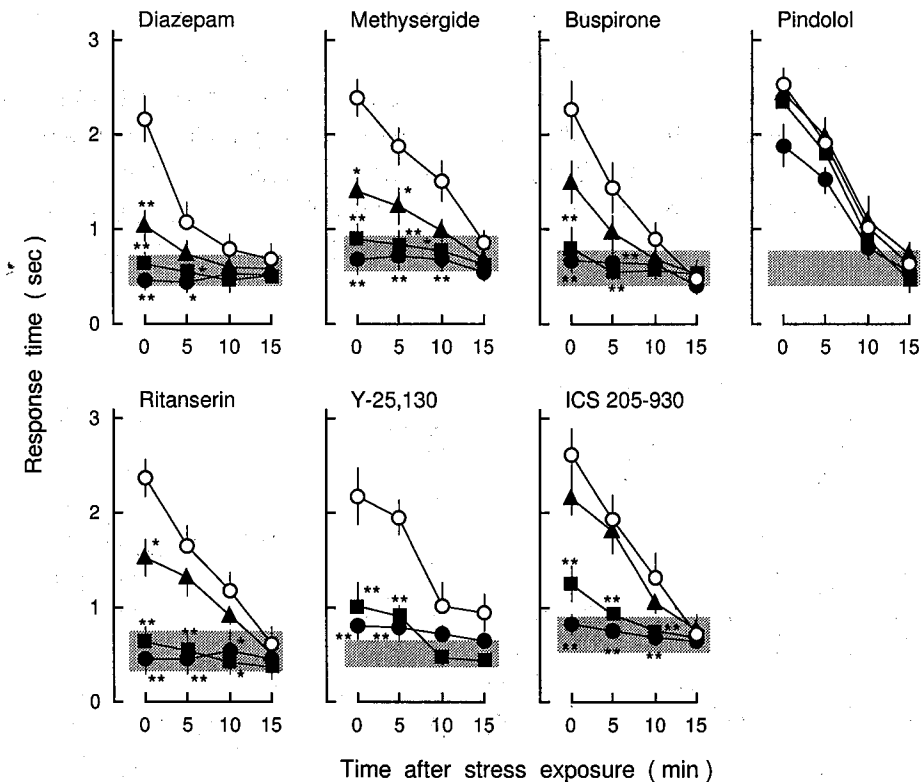 Diazepam
Methysergide
Buspirone
Pindolol
3
2
1
0
**
**
**
*
*
0 5 10 15
*
*
**
**
*
**
**
**
0 5 10 15
**
**
**
**
0 5 10 15
0 5 10 15
Response time ( sec )
Ritanserin
Y-25,130
ICS 205-930
3
2
1
0
*
**
**
*
**
**
*
0 5 10 15
**
**
**
**
0 5 10 15
**
**
**
**
**
**
0 5 10 15
Time after stress exposure ( min )